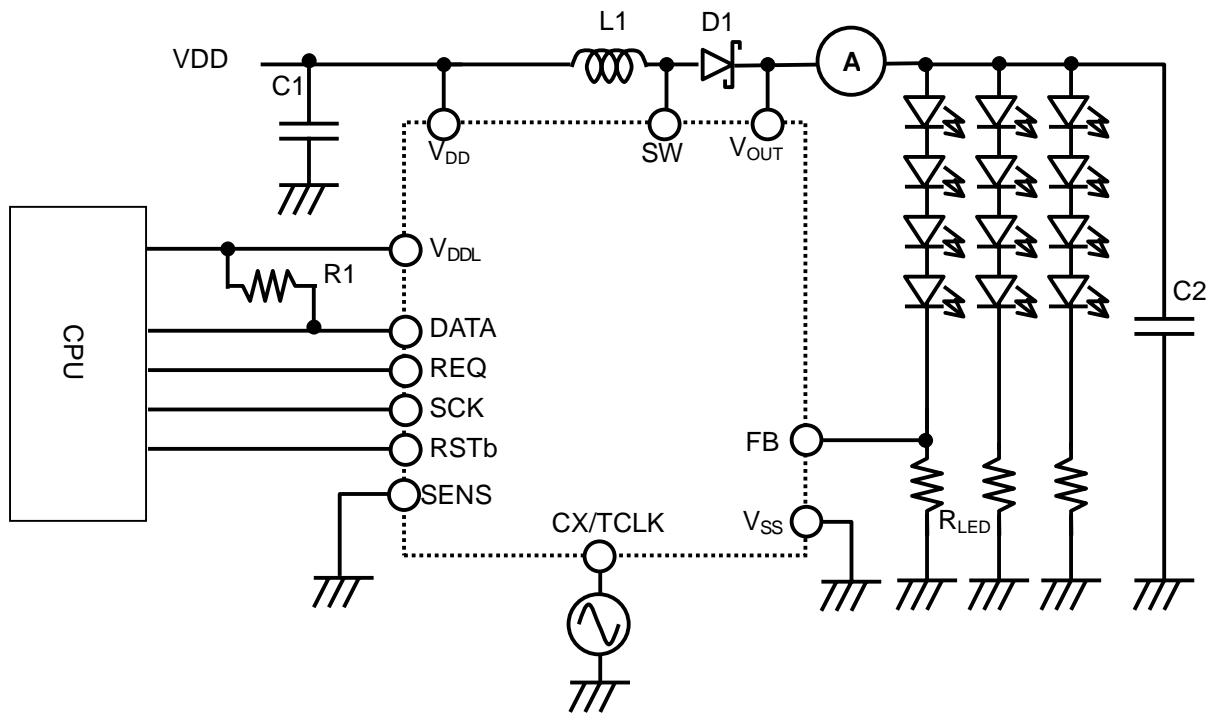 L1
D1
VDD
C1
A
VDD
SW
VOUT
VDDL
R1
C2
CPU
DATA
REQ
SCK
FB
RSTb
SENS
CX/TCLK
VSS
RLED